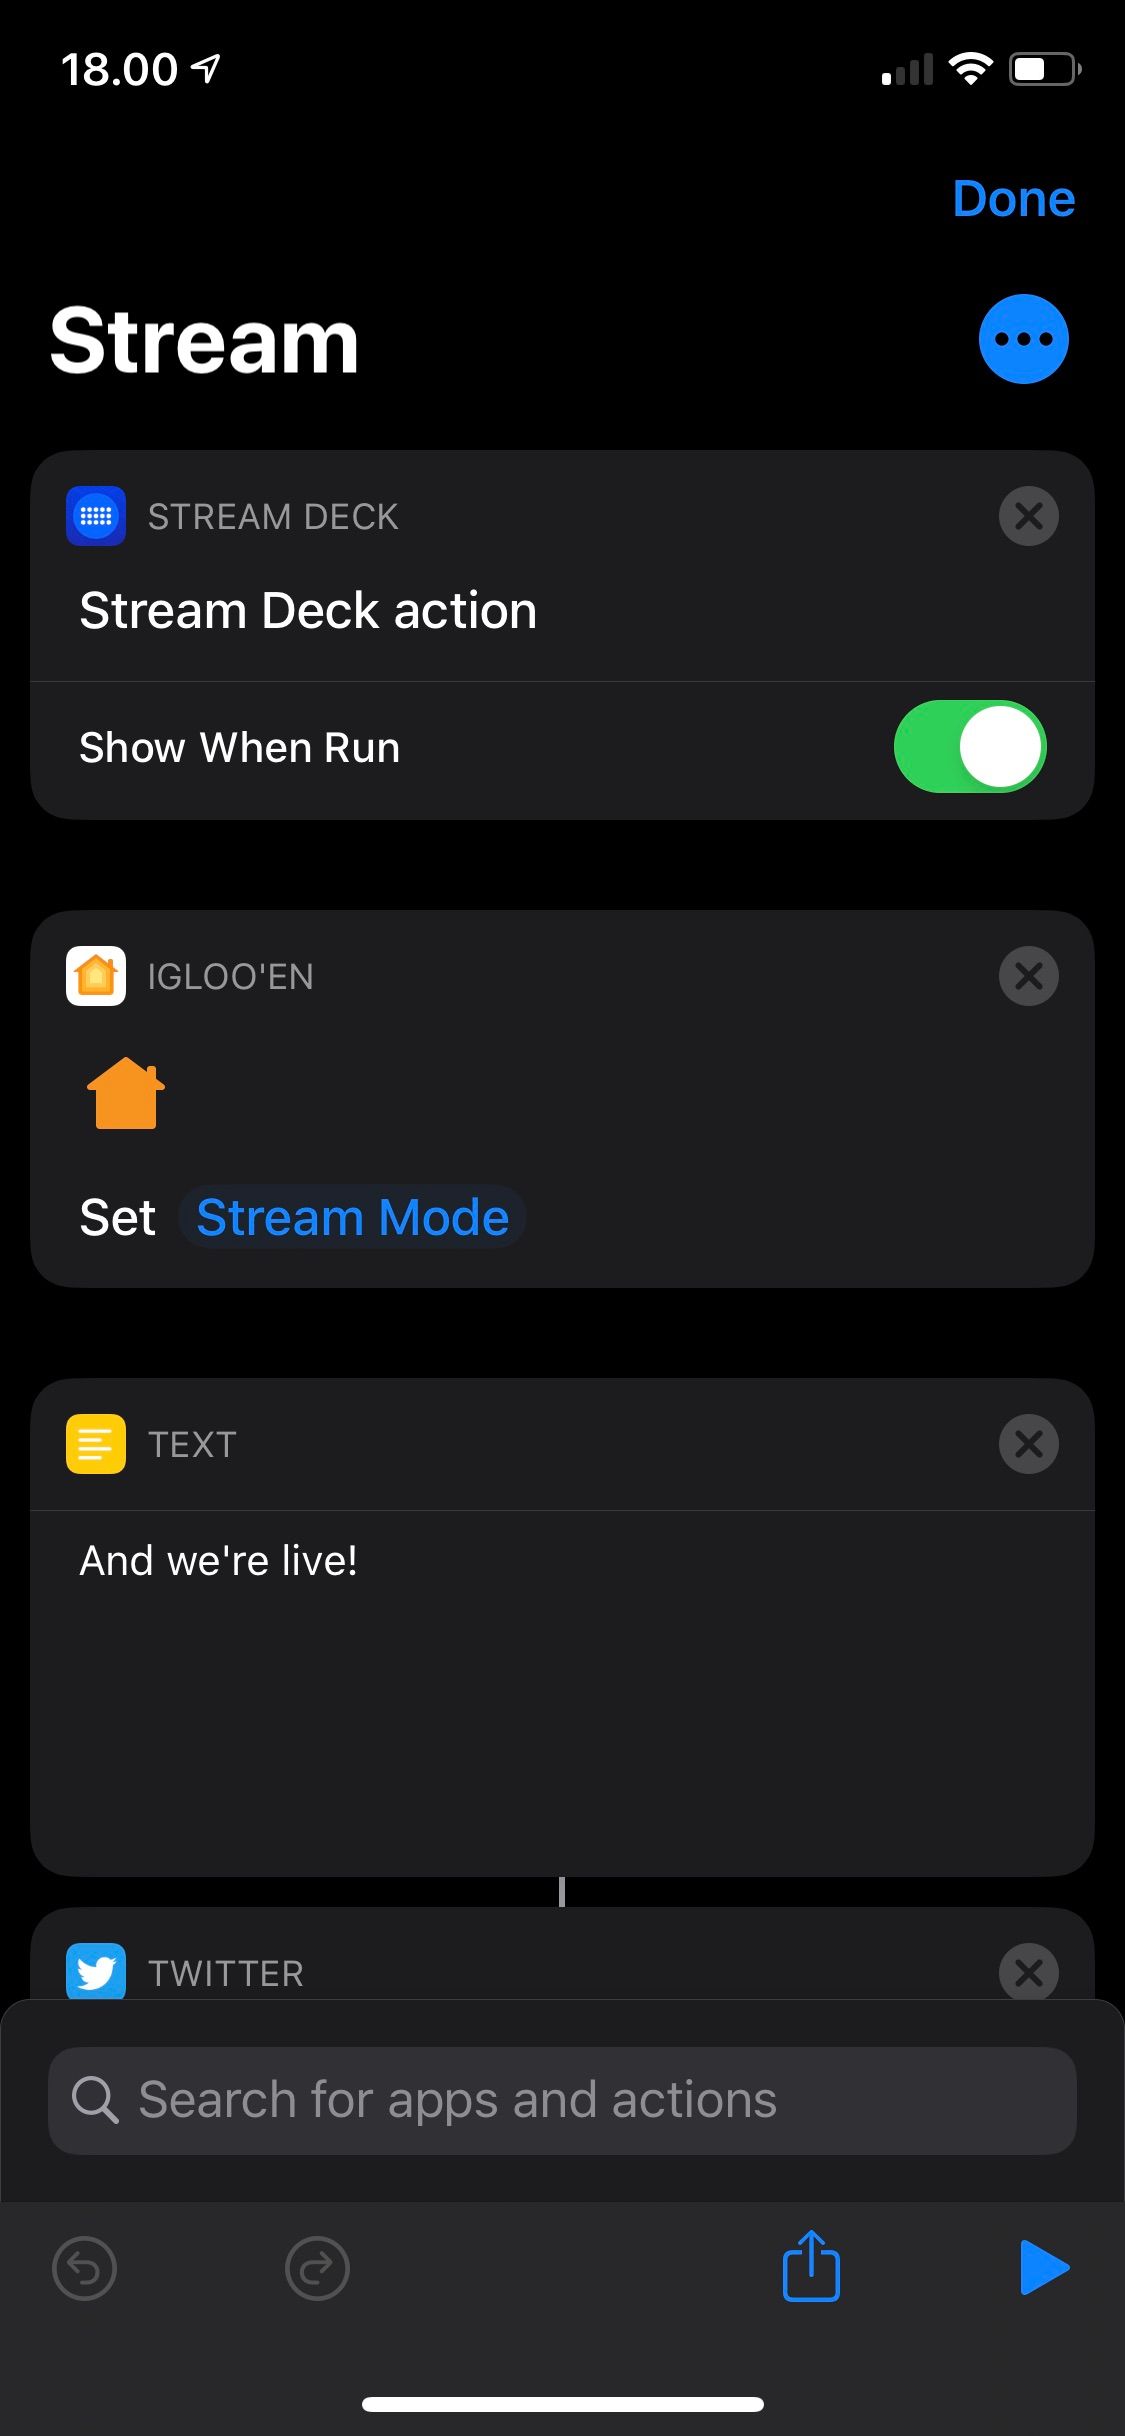 18.00
Done
Stream
STREAM DECK
Stream Deck action
Show When Run
IGLOO'EN
Set Stream Mode
TEXT
And we're live!
TWITTER
Search for apps and actions